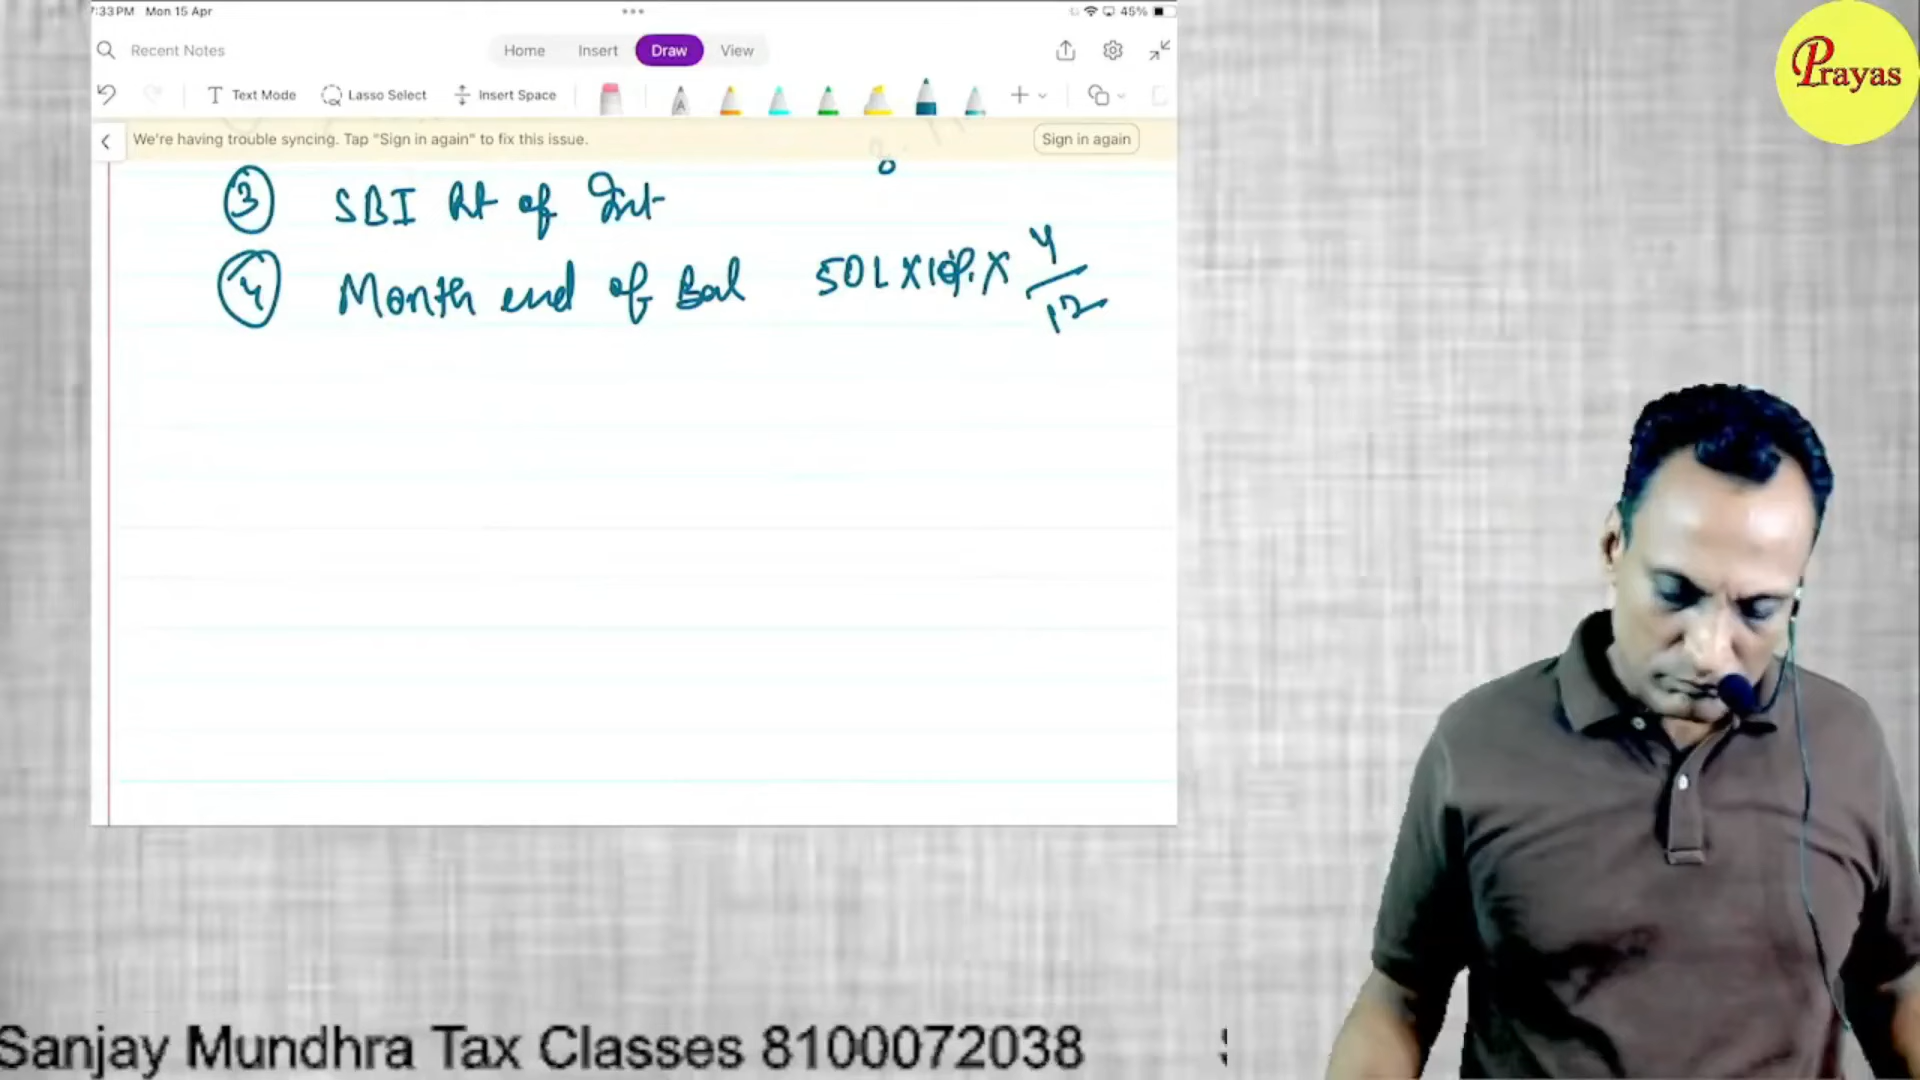 7:33PM Mon 15 Apr
45%
Recent Notes
Home Insert Draw View
Text Mode Lasso Select Insert Space
We're having trouble syncing. Tap "Sign in again" to fix this issue.
Sign in again
3 SBI Rt of Int
4 Month end of Bal 50L X 10% X 4/12
Prayas
Sanjay Mundhra Tax Classes 8100072038